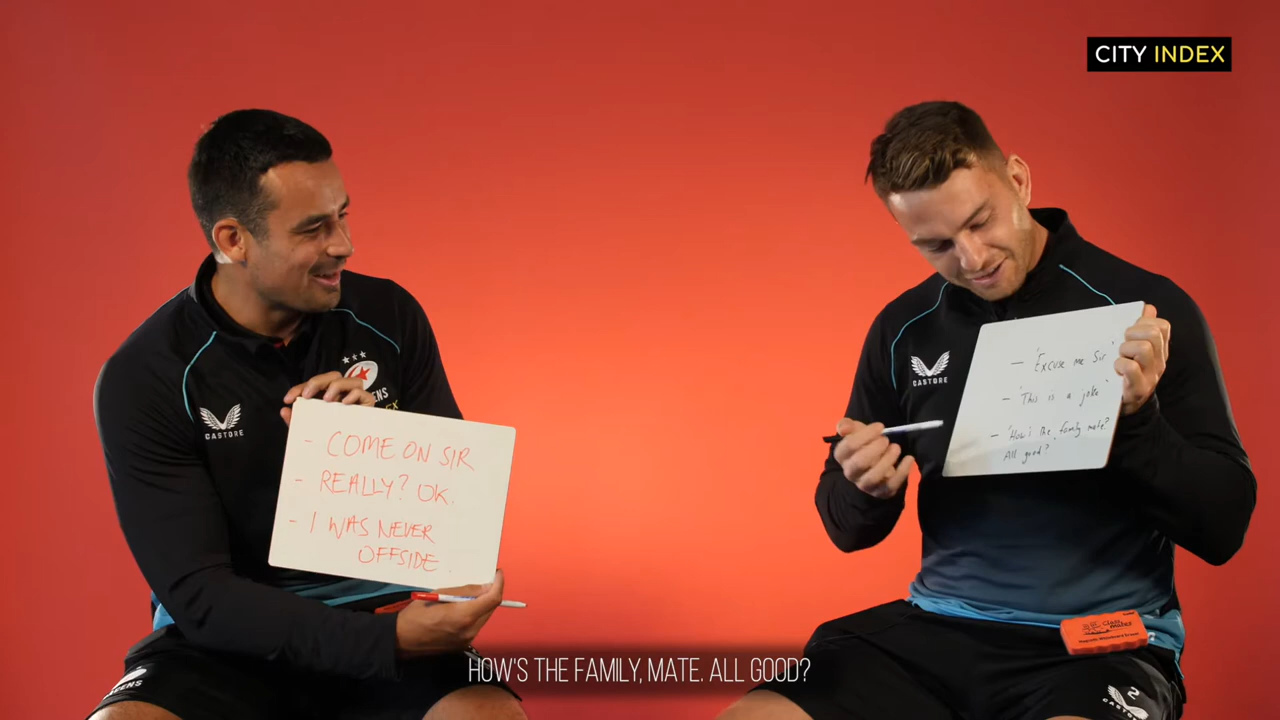 CITY INDEX
- COME ON SIR
- REALLY? OK.
- I WAS NEVER
OFFSIDE.
- 'Excuse me Sir'
- 'This is a joke'
- 'How's the family mate?
All good?'
CASTORE
CASTORE
HOW'S THE FAMILY, MATE. ALL GOOD?